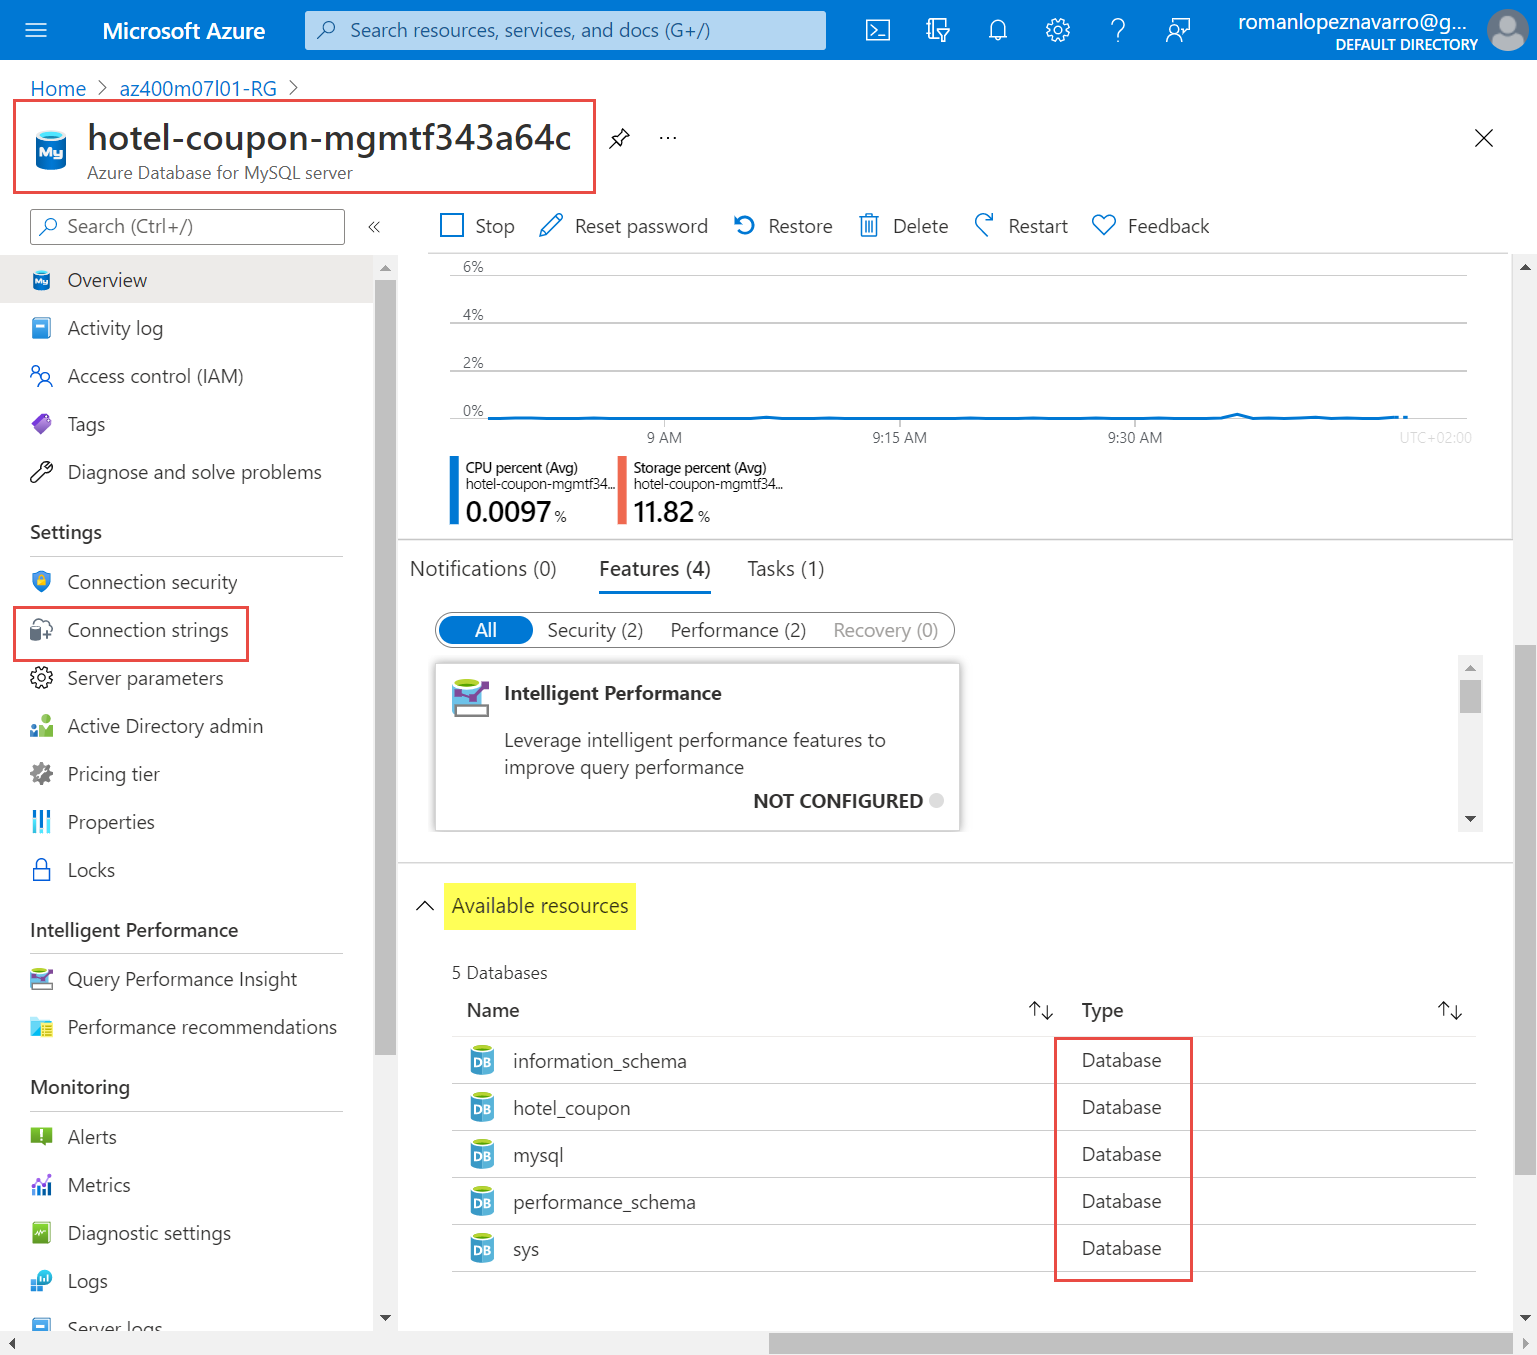 Microsoft Azure
Search resources, services, and docs (G+/)
romanlopeznavarro@g...
DEFAULT DIRECTORY
Home > az400m07l01-RG >
hotel-coupon-mgmtf343a64c
...
Azure Database for MySQL server
Search (Ctrl+/)
«
Stop
Reset password
Restore
Delete
Restart
Feedback
Overview
Activity log
Access control (IAM)
Tags
Diagnose and solve problems
Settings
Connection security
Connection strings
Server parameters
Active Directory admin
Pricing tier
Properties
Locks
Intelligent Performance
Query Performance Insight
Performance recommendations
Monitoring
Alerts
Metrics
Diagnostic settings
Logs
Server logs
6%
4%
2%
0%
9 AM
9:15 AM
9:30 AM
UTC+02:00
CPU percent (Avg)
hotel-coupon-mgmtf34...
0.0097 %
Storage percent (Avg)
hotel-coupon-mgmtf34...
11.82 %
Notifications (0)
Features (4)
Tasks (1)
All
Security (2)
Performance (2)
Recovery (0)
Intelligent Performance
Leverage intelligent performance features to
improve query performance
NOT CONFIGURED
Available resources
5 Databases
Name
Type
information_schema
Database
hotel_coupon
Database
mysql
Database
performance_schema
Database
sys
Database